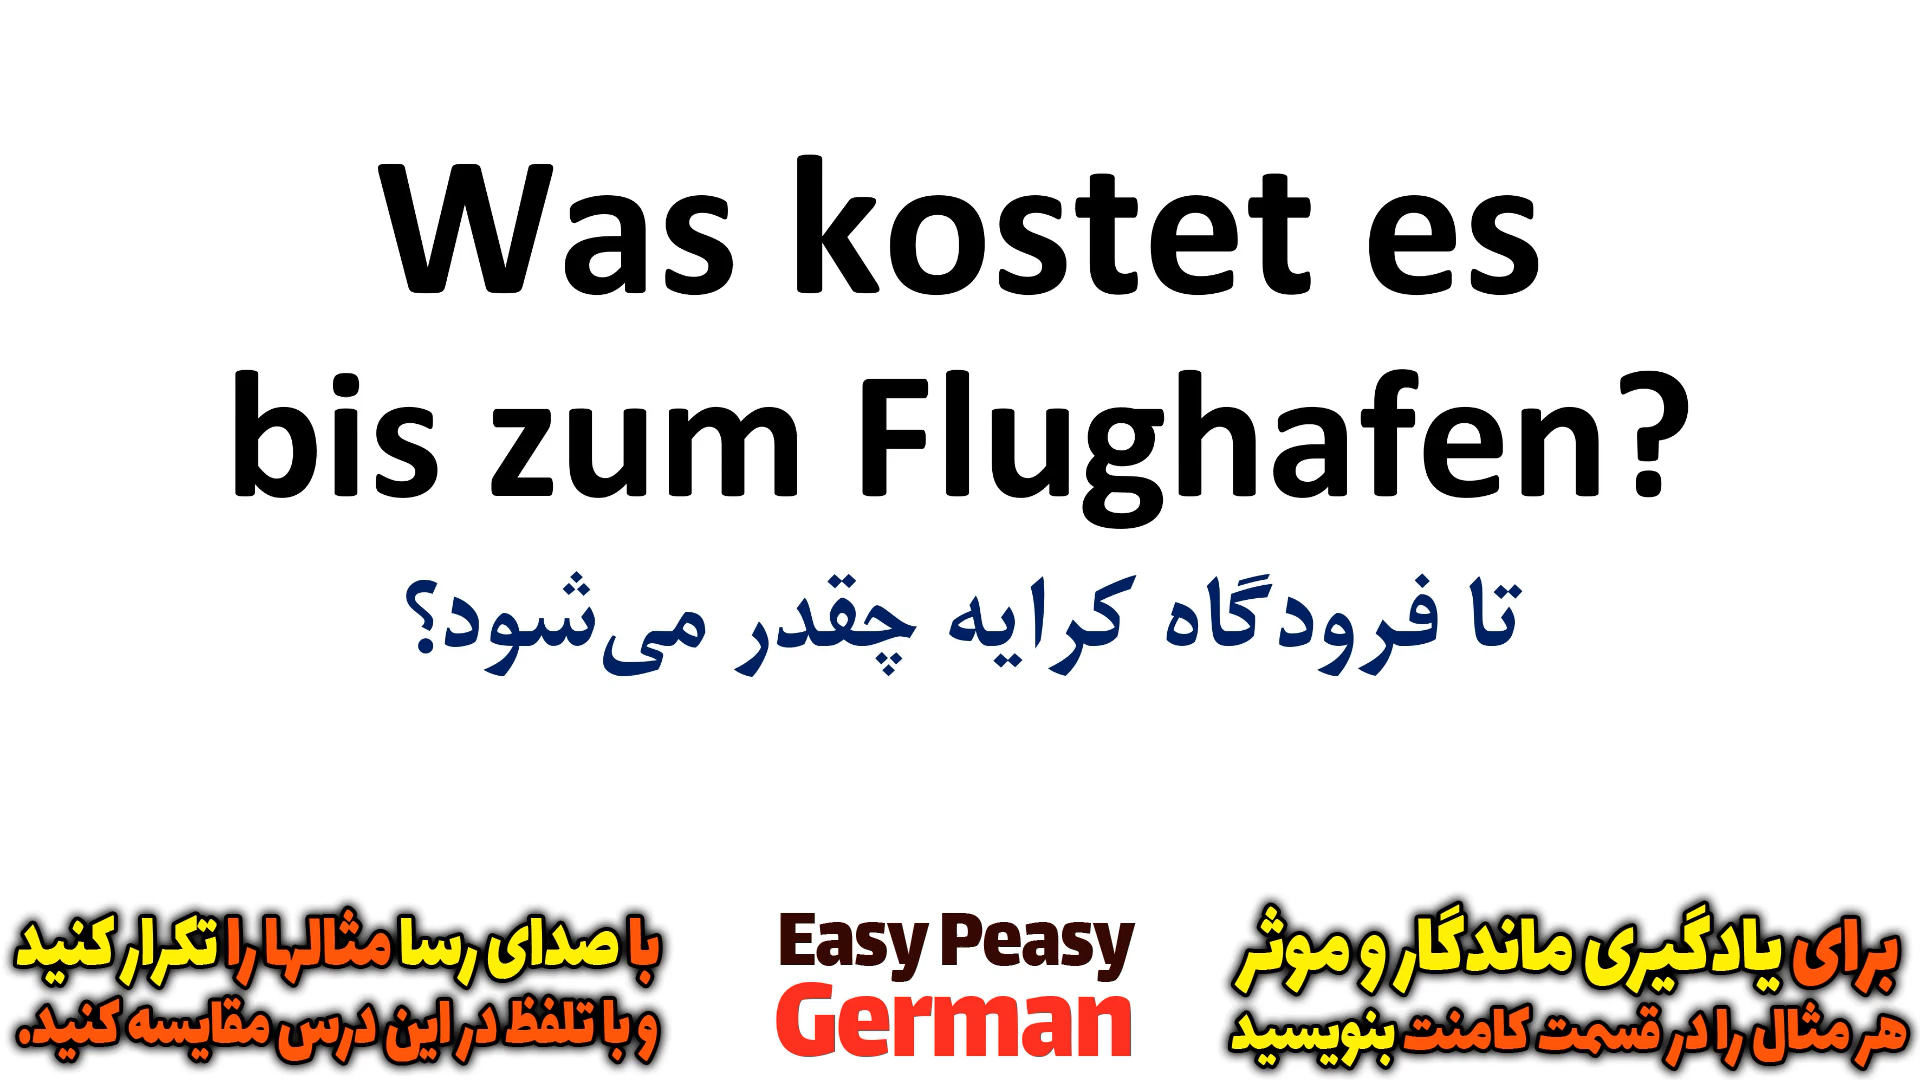 Was kostet es
bis zum Flughafen?
تا فرودگاه کرایه چقدر می‌شود؟
برای یادگیری ماندگار و موثر
هر مثال را در قسمت کامنت بنویسید
Easy Peasy
German
با صدای رسا مثالها را تکرار کنید
و با تلفظ در این درس مقایسه کنید.